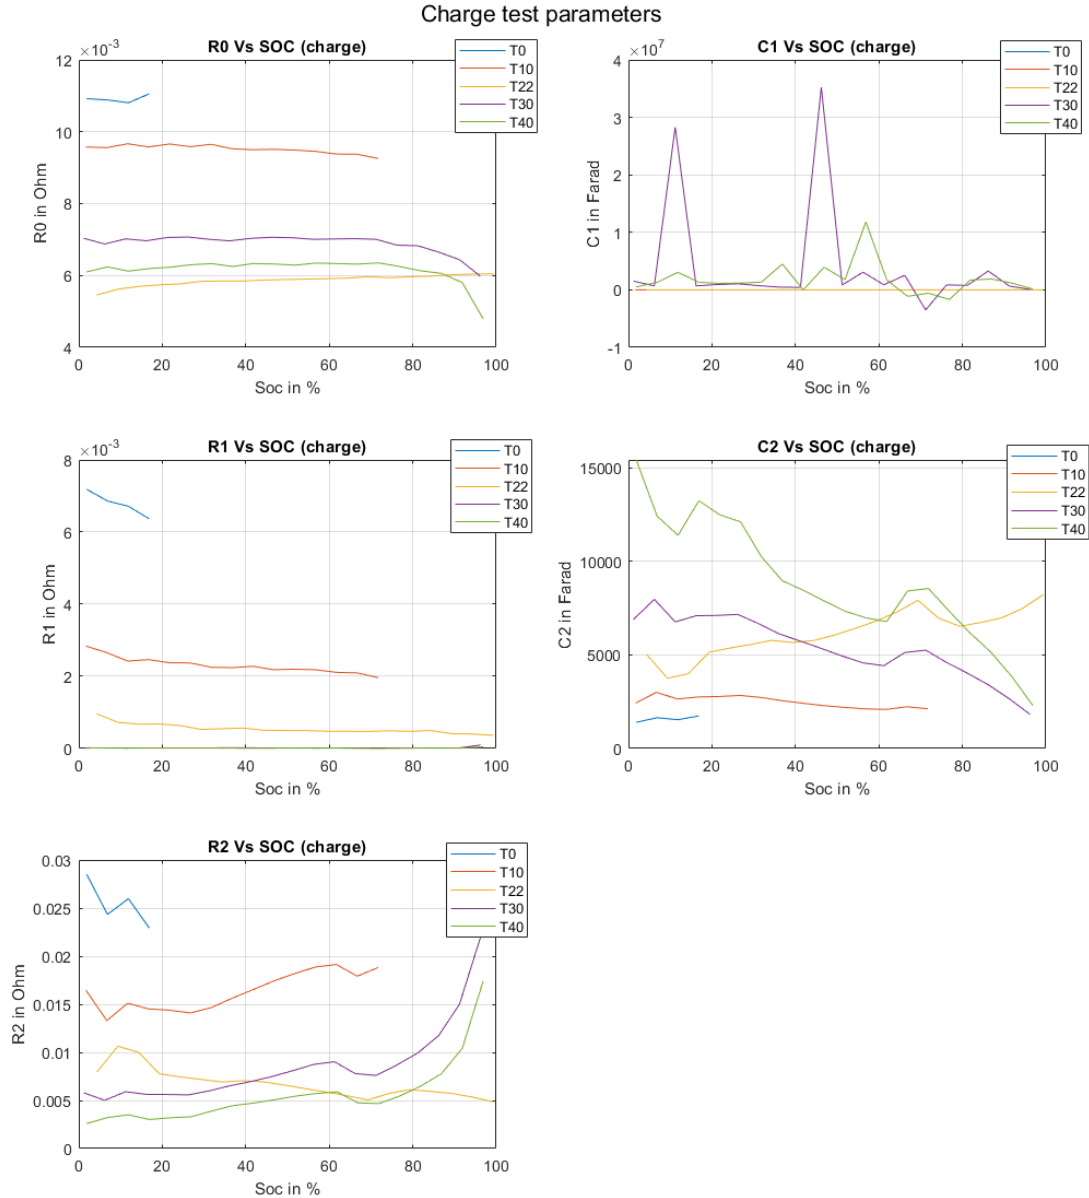 Charge test parameters
R0 Vs SOC (charge)
×10-3
12
10
8
6
4
0
20
40
60
80
100
R0 in Ohm
Soc in %
T0
T10
T22
T30
T40
C1 Vs SOC (charge)
×107
4
3
2
1
0
-1
0
20
40
60
80
100
C1 in Farad
Soc in %
T0
T10
T22
T30
T40
R1 Vs SOC (charge)
×10-3
8
6
4
2
0
0
20
40
60
80
100
R1 in Ohm
Soc in %
T0
T10
T22
T30
T40
C2 Vs SOC (charge)
15000
10000
5000
0
0
20
40
60
80
100
C2 in Farad
Soc in %
T0
T10
T22
T30
T40
R2 Vs SOC (charge)
0.03
0.025
0.02
0.015
0.01
0.005
0
0
20
40
60
80
100
R2 in Ohm
Soc in %
T0
T10
T22
T30
T40